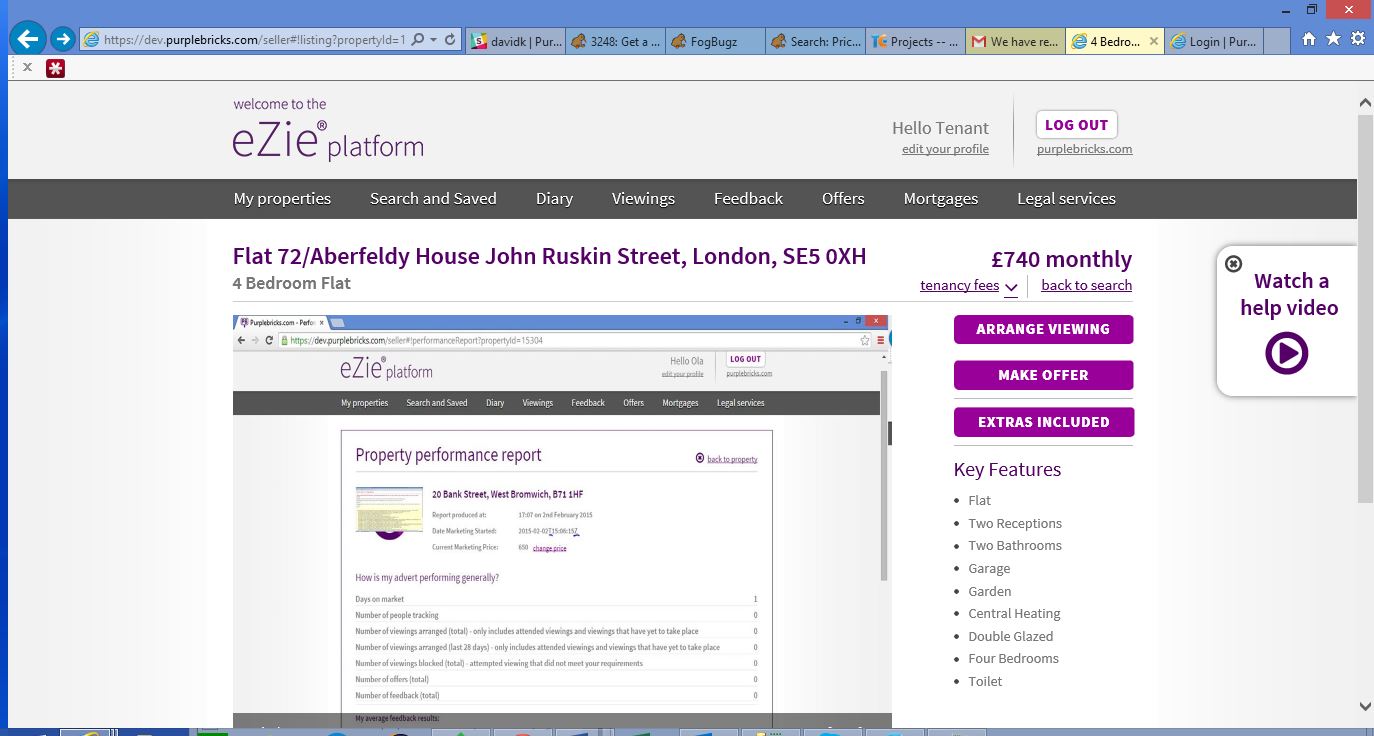 https://dev.purplebricks.com/seller#!listing?propertyId=1
davidk | Pur...
3248: Get a ...
FogBugz
Search: Pric...
Projects -- ...
We have re...
4 Bedro...
Login | Pur...
welcome to the
eZie® platform
Hello Tenant
edit your profile
LOG OUT
purplebricks.com
My properties Search and Saved Diary Viewings Feedback Offers Mortgages Legal services
Flat 72/Aberfeldy House John Ruskin Street, London, SE5 0XH
£740 monthly
4 Bedroom Flat
tenancy fees
back to search
Purplebricks.com - Perfor
https://dev.purplebricks.com/seller#!performanceReport?propertyId=15304
eZie® platform
Hello Ola
edit your profile
LOG OUT
purplebricks.com
My properties Search and Saved Diary Viewings Feedback Offers Mortgages Legal services
Property performance report
back to property
20 Bank Street, West Bromwich, B71 1HF
Report produced at: 17:07 on 2nd February 2015
Date Marketing Started: 2015-02-02T15:06:15Z
Current Marketing Price: 650 change price
How is my advert performing generally?
Days on market 1
Number of people tracking 0
Number of viewings arranged (total) - only includes attended viewings and viewings that have yet to take place 0
Number of viewings arranged (last 28 days) - only includes attended viewings and viewings that have yet to take place 0
Number of viewings blocked (total) - attempted viewing that did not meet your requirements 0
Number of offers (total) 0
Number of feedback (total) 0
My average feedback results:
ARRANGE VIEWING
MAKE OFFER
EXTRAS INCLUDED
Key Features
Flat
Two Receptions
Two Bathrooms
Garage
Garden
Central Heating
Double Glazed
Four Bedrooms
Toilet
Watch a
help video